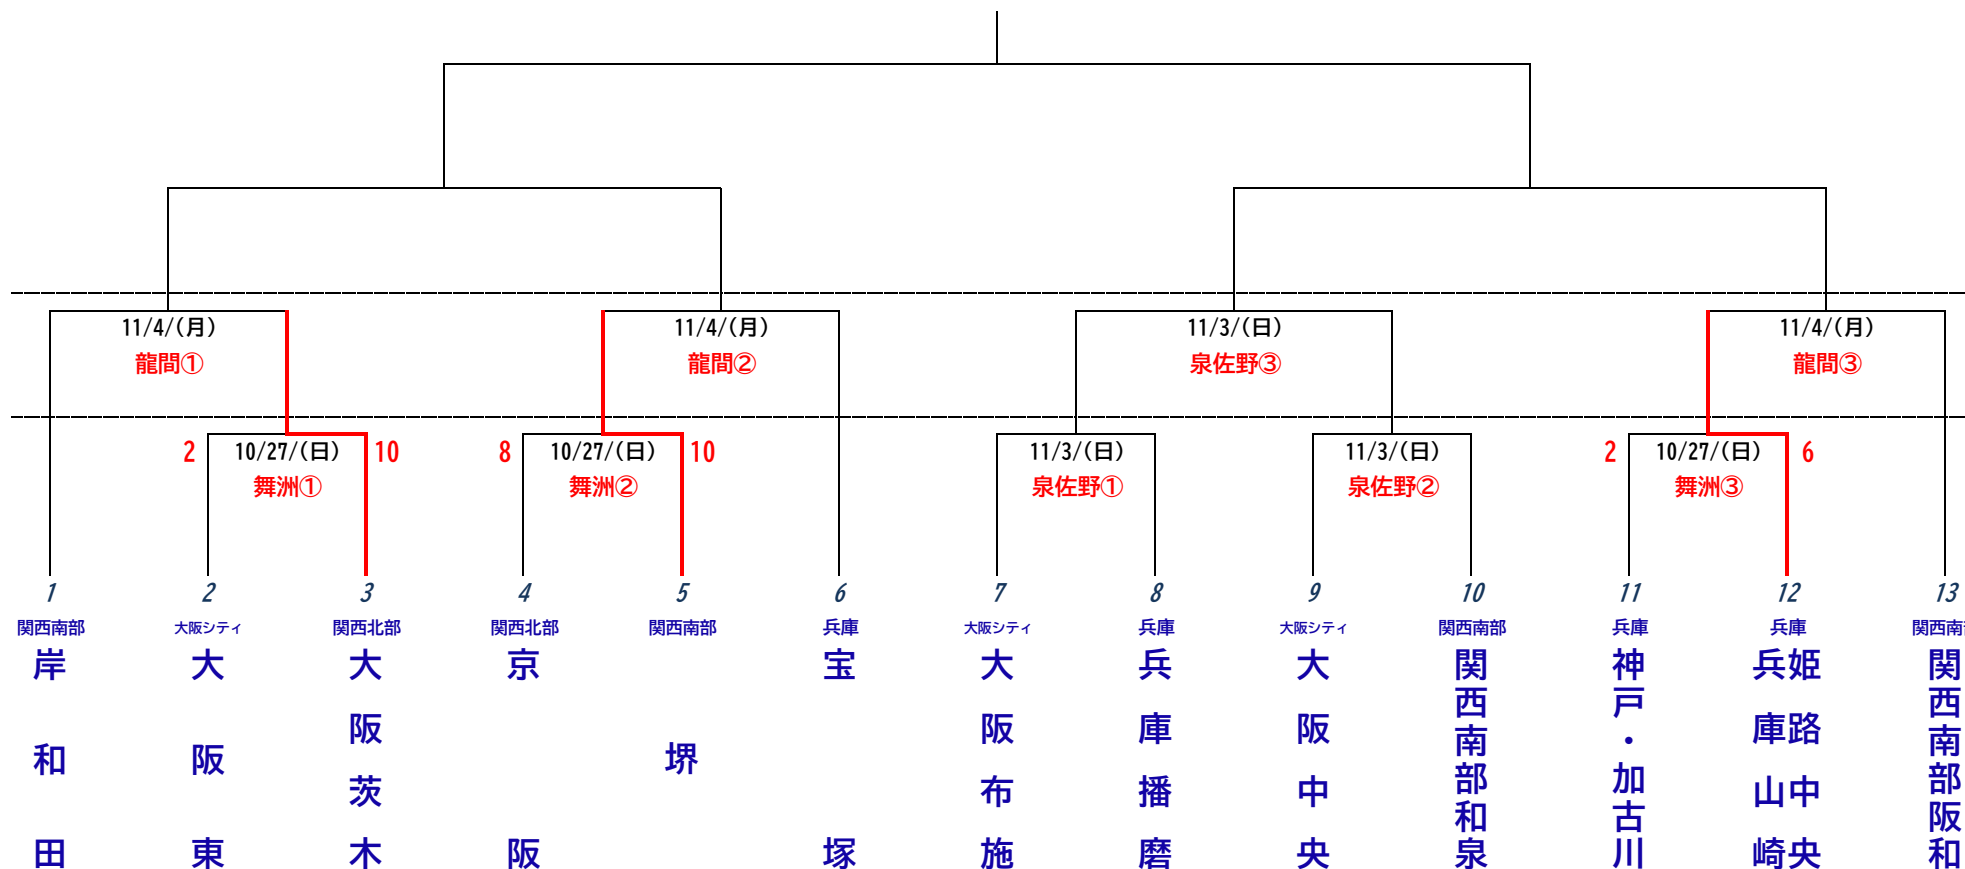 11/4/(月) 11/4/(月) 11/3/(日) 11/4/(月)
龍間① 龍間② 泉佐野③ 龍間③
2 10/27/(日) 10 8 10/27/(日) 10 11/3/(日) 11/3/(日) 2 10/27/(日) 6
舞洲① 舞洲② 泉佐野① 泉佐野② 舞洲③
1 2 3 4 5 6 7 8 9 10 11 12 13
関西南部 大阪シティ 関西北部 関西北部 関西南部 兵庫 大阪シティ 兵庫 大阪シティ 関西南部 兵庫 兵庫 関西南部
岸和田
大阪東
大阪茨木
京阪
堺
宝塚
大阪布施
兵庫播磨
大阪中央
関西南部和泉
神戸・加古川
姫路中央
兵庫山崎
関西南部阪和